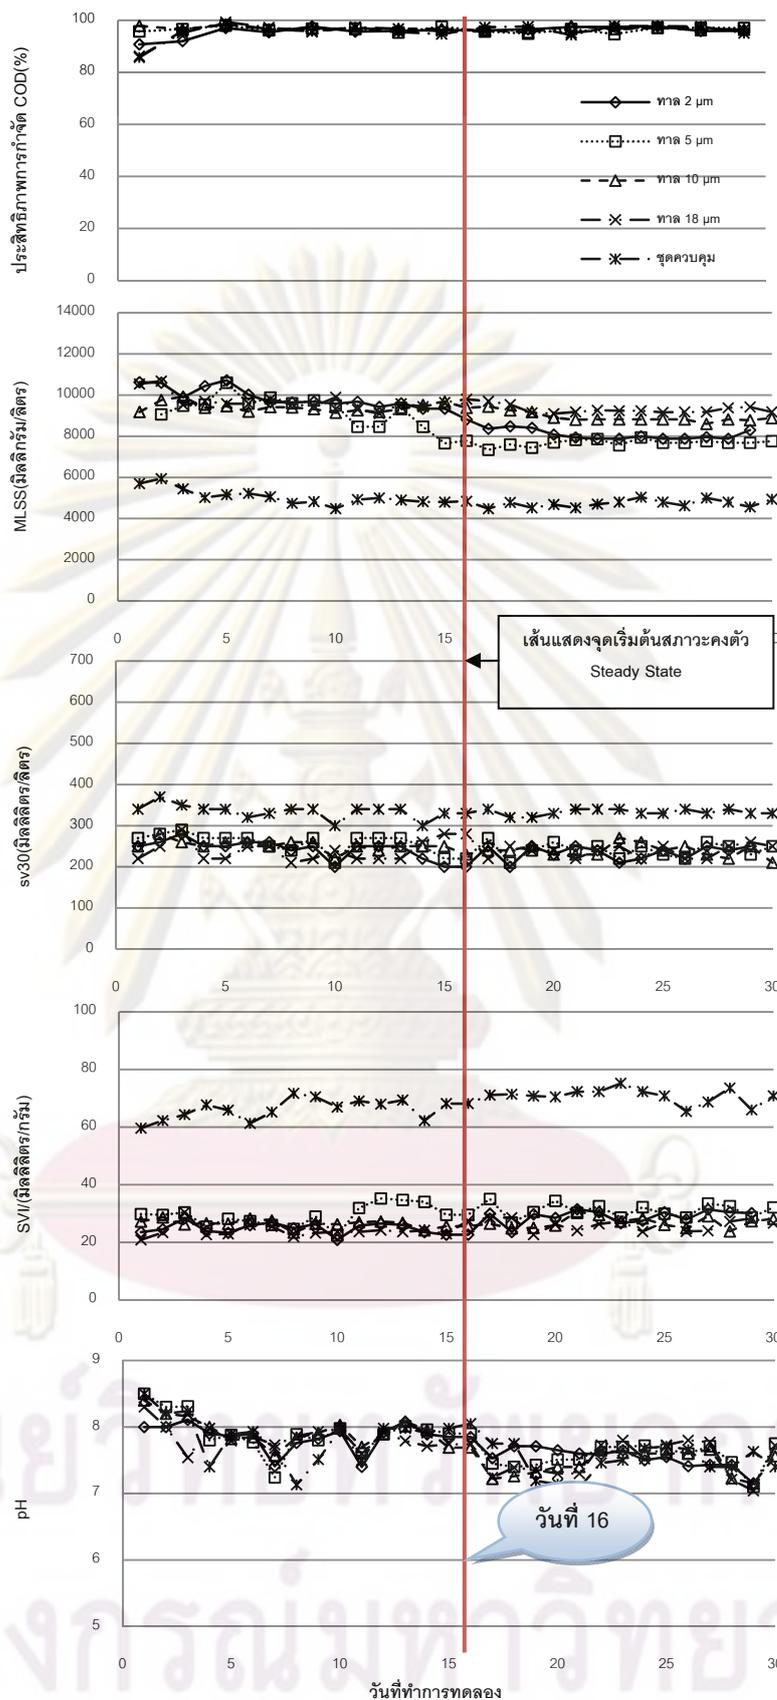 ประสิทธิภาพการกำจัด COD(%)
100
80
60
40
20
0
ทาล 2 µm
ทาล 5 µm
ทาล 10 µm
ทาล 18 µm
ชุดควบคุม
MLSS(มิลลิกรัม/ลิตร)
14000
12000
10000
8000
6000
4000
2000
0
0 5 10 15
เส้นแสดงจุดเริ่มต้นสภาวะคงตัว
Steady State
sv30(มิลลิลิตร/ลิตร)
700
600
500
400
300
200
100
0
0 5 10 15 20 25 30
SVI/(มิลลิลิตร/กรัม)
100
80
60
40
20
0
0 5 10 15 20 25 30
pH
9
8
7
6
5
วันที่ 16
0 5 10 15 20 25
วันที่ทำการทดลอง